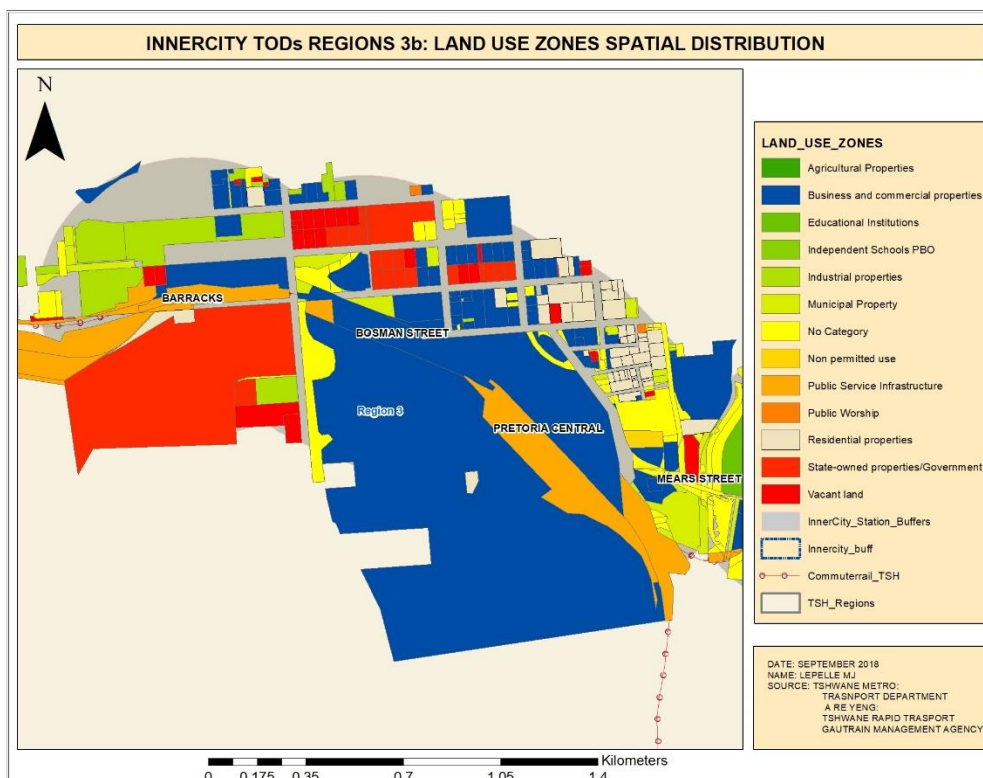 INNERCITY TODs REGIONS 3b: LAND USE ZONES SPATIAL DISTRIBUTION
N
BARRACKS
BOSMAN STREET
Region 3
PRETORIA CENTRAL
MEARS STREET
LAND_USE_ZONES
Agricultural Properties
Business and commercial properties
Educational Institutions
Independent Schools PBO
Industrial properties
Municipal Property
No Category
Non permitted use
Public Service Infrastructure
Public Worship
Residential properties
State-owned properties/Government
Vacant land
InnerCity_Station_Buffers
Innercity_buff
Commuterrail_TSH
TSH_Regions
DATE: SEPTEMBER 2018
NAME: LEPELLE MJ
SOURCE: TSHWANE METRO:
TRASNPORT DEPARTMENT
A RE YENG:
TSHWANE RAPID TRASPORT
GAUTRAIN MANAGEMENT AGENCY
Kilometers
0 0.175 0.35 0.7 1.05 1.4